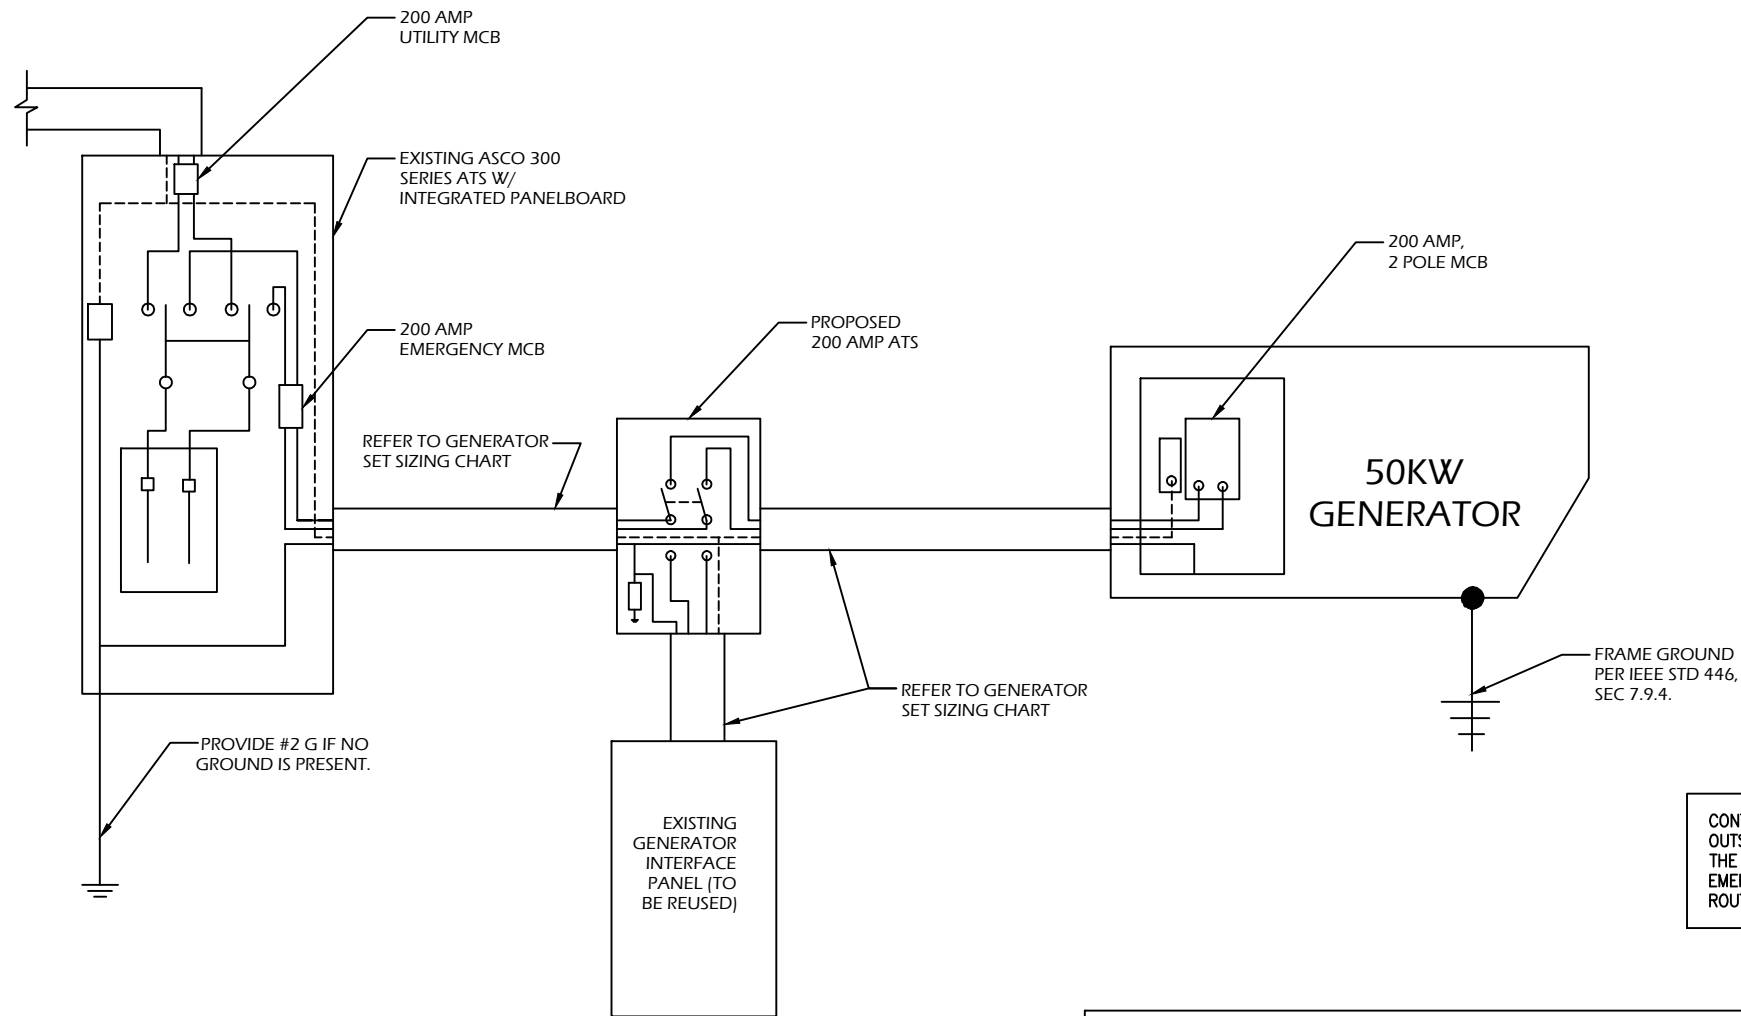 200 AMP
UTILITY MCB
EXISTING ASCO 300
SERIES ATS W/
INTEGRATED PANELBOARD
200 AMP,
2 POLE MCB
200 AMP
EMERGENCY MCB
PROPOSED
200 AMP ATS
REFER TO GENERATOR
SET SIZING CHART
50KW
GENERATOR
FRAME GROUND
PER IEEE STD 446,
SEC 7.9.4.
REFER TO GENERATOR
SET SIZING CHART
PROVIDE #2 G IF NO
GROUND IS PRESENT.
EXISTING
GENERATOR
INTERFACE
PANEL (TO
BE REUSED)
THE